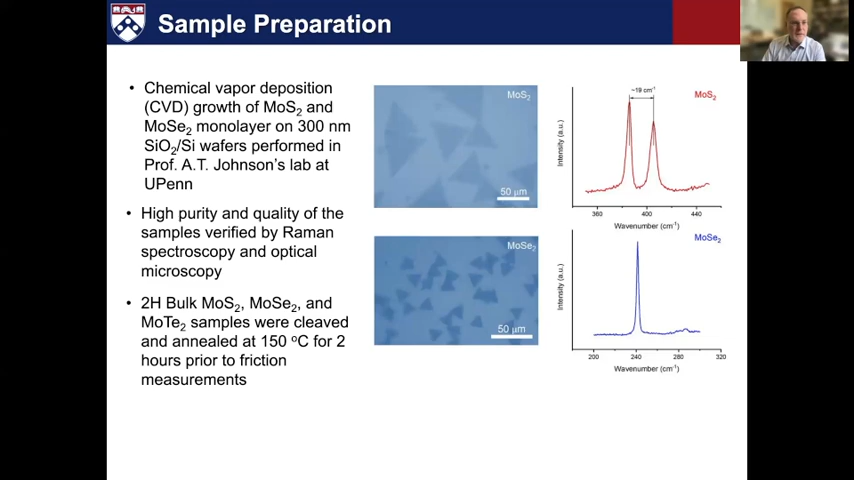 Sample Preparation
• Chemical vapor deposition
(CVD) growth of MoS₂ and
MoSe₂ monolayer on 300 nm
SiO₂/Si wafers performed in
Prof. A.T. Johnson's lab at
UPenn
• High purity and quality of the
samples verified by Raman
spectroscopy and optical
microscopy
• 2H Bulk MoS₂, MoSe₂, and
MoTe₂ samples were cleaved
and annealed at 150 ºC for 2
hours prior to friction
measurements
MoS₂
50 μm
MoSe₂
50 μm
~19 cm⁻¹
MoS₂
Intensity (a.u.)
360 400 440
Wavenumber (cm⁻¹)
MoSe₂
Intensity (a.u.)
200 240 280 320
Wavenumber (cm⁻¹)